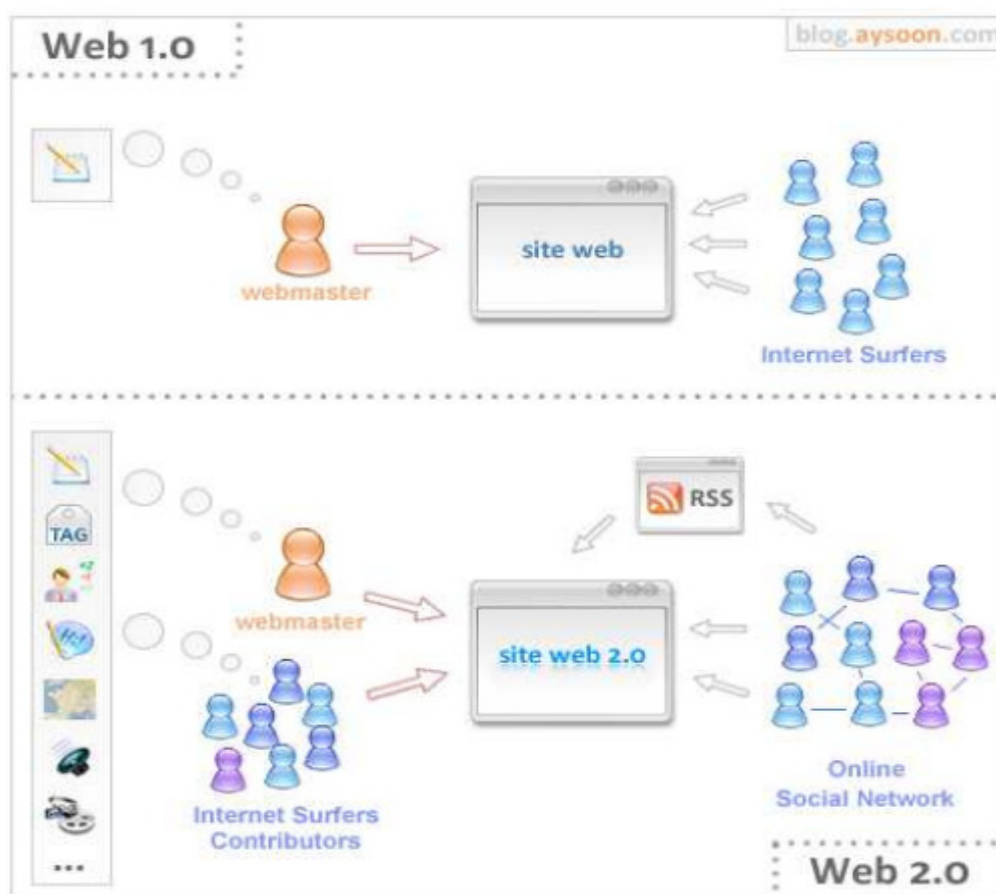 Web 1.0
blog.aysoon.com
site web
webmaster
Internet Surfers
RSS
TAG
webmaster
site web 2.0
Internet Surfers
Contributors
Online
Social Network
...
Web 2.0